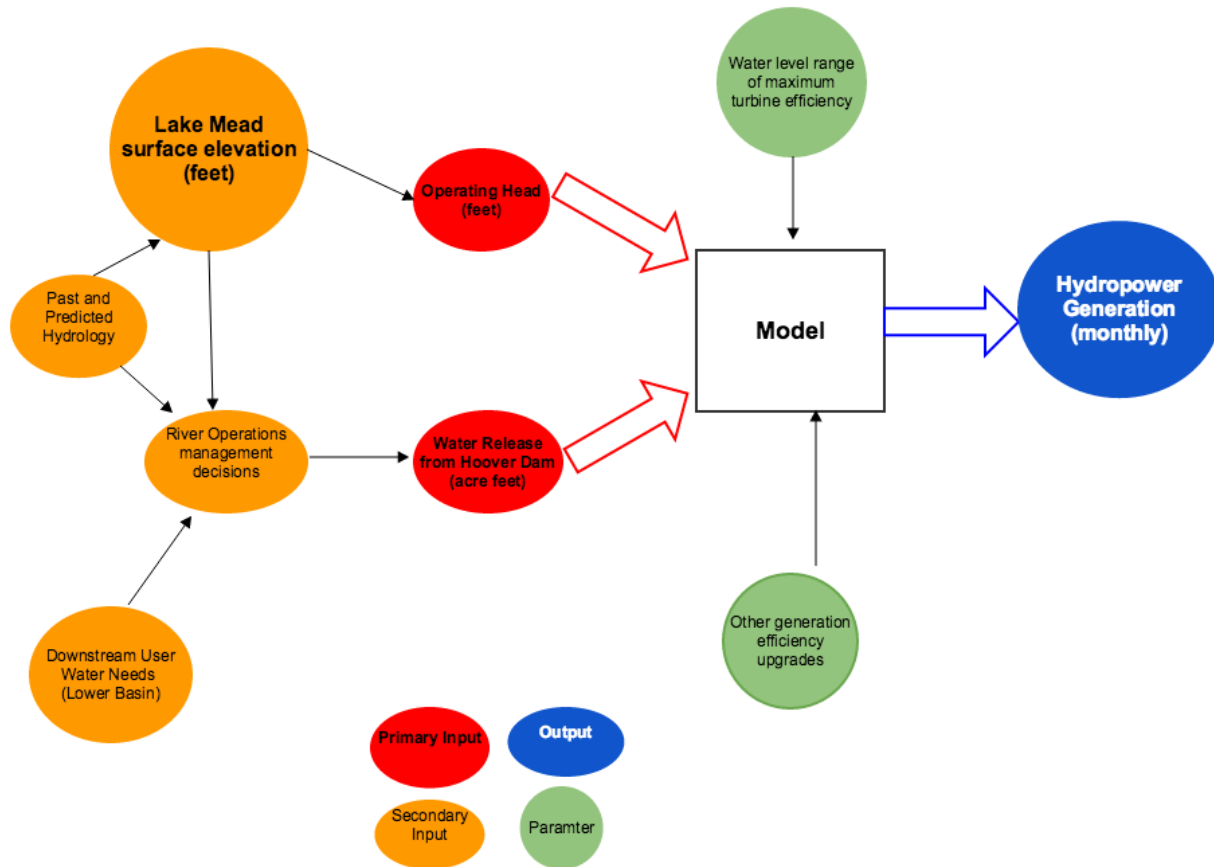 Water level range
of maximum
turbine efficiency
Lake Mead
surface elevation
(feet)
Operating Head
(feet)
Past and
Predicted
Hydrology
Model
Hydropower
Generation
(monthly)
River Operations
management
decisions
Water Release
from Hoover Dam
(acre feet)
Downstream User
Water Needs
(Lower Basin)
Other generation
efficiency
upgrades
Primary Input
Output
Secondary
Input
Paramter